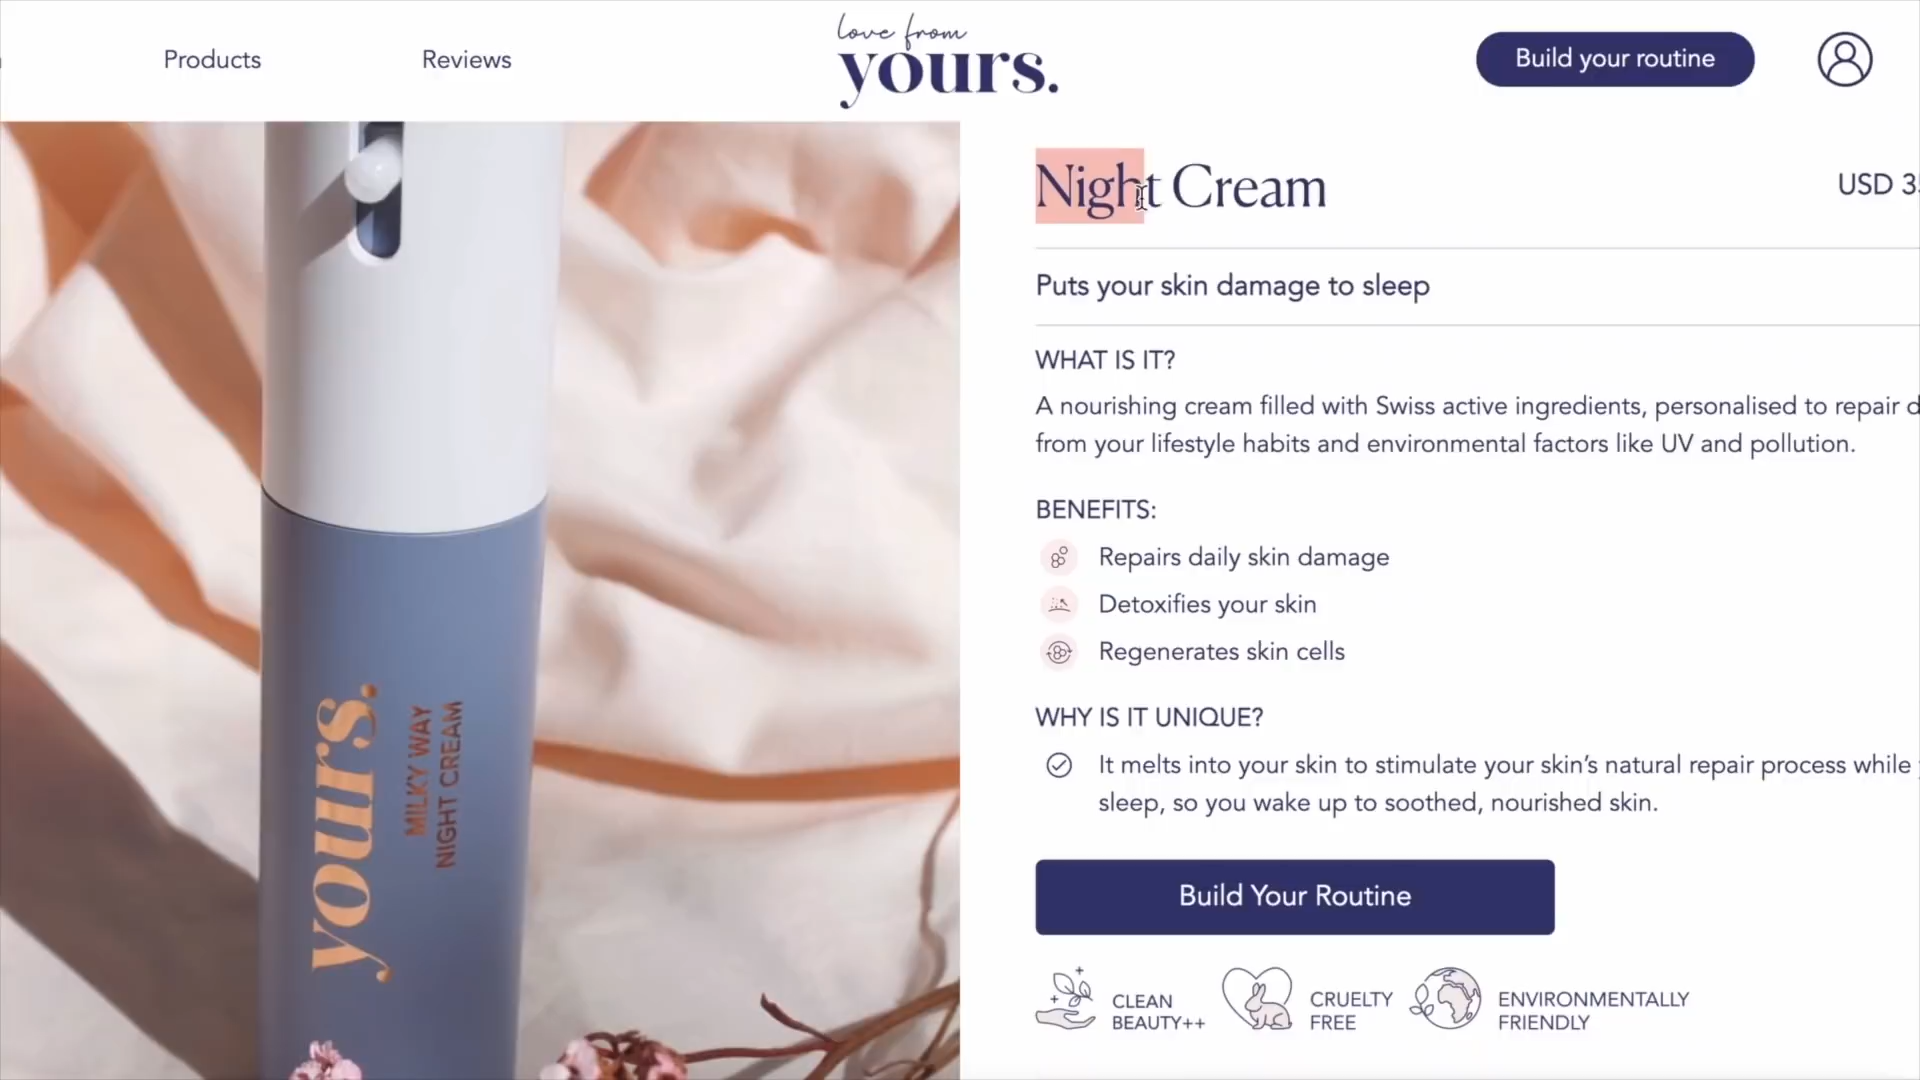 Products
Reviews
love from
yours.
Build your routine
Night Cream
USD
Puts your skin damage to sleep
WHAT IS IT?
A nourishing cream filled with Swiss active ingredients, personalised to repair
from your lifestyle habits and environmental factors like UV and pollution.
BENEFITS:
Repairs daily skin damage
Detoxifies your skin
Regenerates skin cells
WHY IS IT UNIQUE?
It melts into your skin to stimulate your skin's natural repair process while
sleep, so you wake up to soothed, nourished skin.
Build Your Routine
CLEAN
BEAUTY++
CRUELTY
FREE
ENVIRONMENTALLY
FRIENDLY
yours.
MILKY WAY
NIGHT CREAM